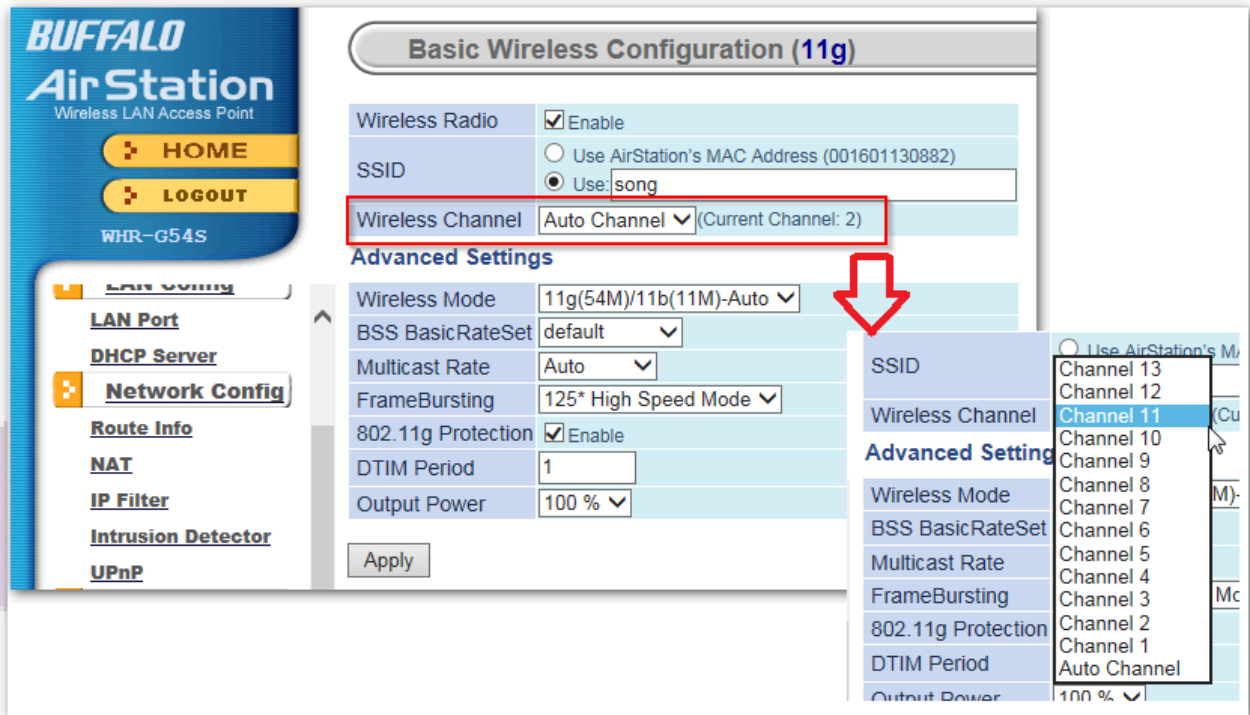 BUFFALO
AirStation
Wireless LAN Access Point
HOME
LOGOUT
WHR-G54S
LAN Config
LAN Port
DHCP Server
Network Config
Route Info
NAT
IP Filter
Intrusion Detector
UPnP
Basic Wireless Configuration (11g)
Wireless Radio Enable
SSID Use AirStation's MAC Address (001601130882)
Use: song
Wireless Channel Auto Channel (Current Channel: 2)
Advanced Settings
Wireless Mode 11g(54M)/11b(11M)-Auto
BSS BasicRateSet default
Multicast Rate Auto
FrameBursting 125* High Speed Mode
802.11g Protection Enable
DTIM Period 1
Output Power 100 %
Apply
SSID Use AirStation's MA
Wireless Channel (Cu
Advanced Setting
Wireless Mode M)-
BSS BasicRateSet
Multicast Rate
FrameBursting Mo
802.11g Protection
DTIM Period
Output Power 100 %
Channel 13
Channel 12
Channel 11
Channel 10
Channel 9
Channel 8
Channel 7
Channel 6
Channel 5
Channel 4
Channel 3
Channel 2
Channel 1
Auto Channel